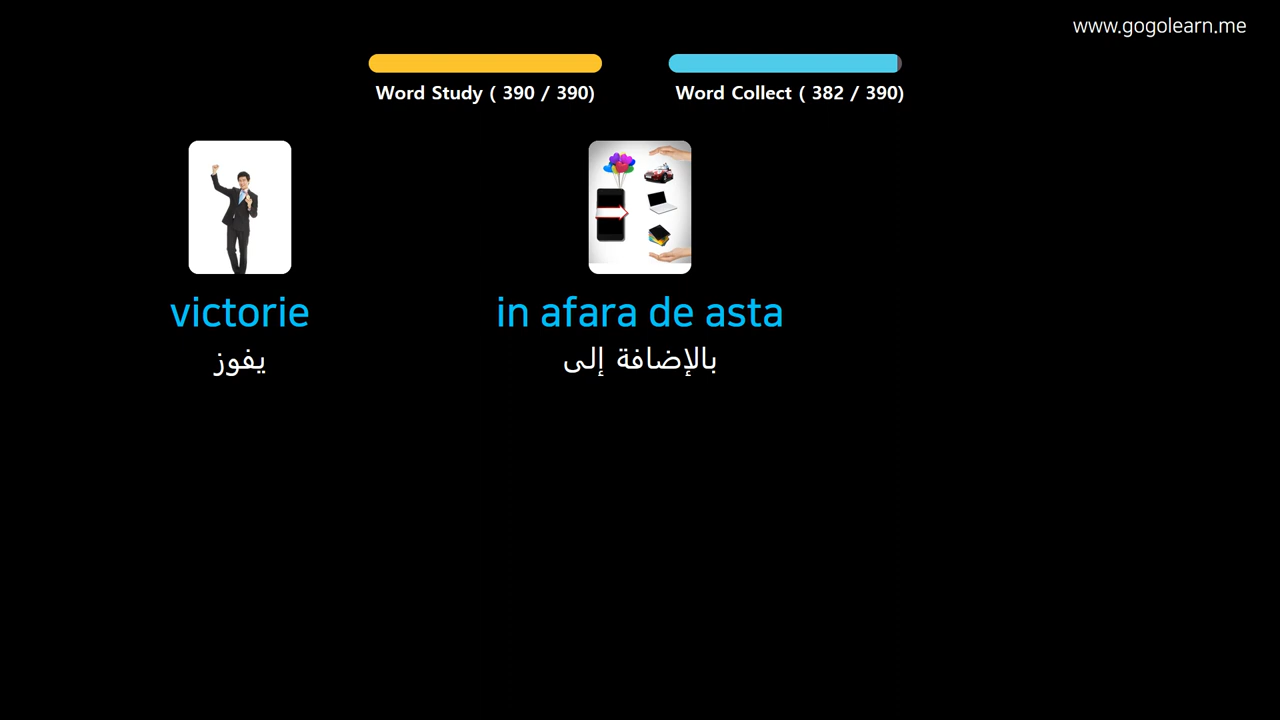 www.gogolearn.me
Word Study ( 390 / 390)
Word Collect ( 382 / 390)
victorie
يفوز
in afara de asta
بالإضافة إلى